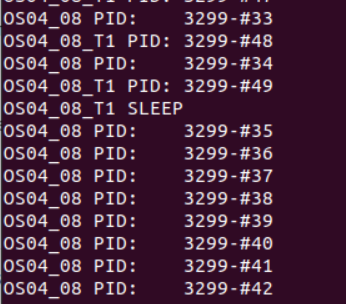 OS04_08 PID:     3299-#33
OS04_08_T1 PID: 3299-#48
OS04_08 PID:     3299-#34
OS04_08_T1 PID: 3299-#49
OS04_08_T1 SLEEP
OS04_08 PID:     3299-#35
OS04_08 PID:     3299-#36
OS04_08 PID:     3299-#37
OS04_08 PID:     3299-#38
OS04_08 PID:     3299-#39
OS04_08 PID:     3299-#40
OS04_08 PID:     3299-#41
OS04_08 PID:     3299-#42